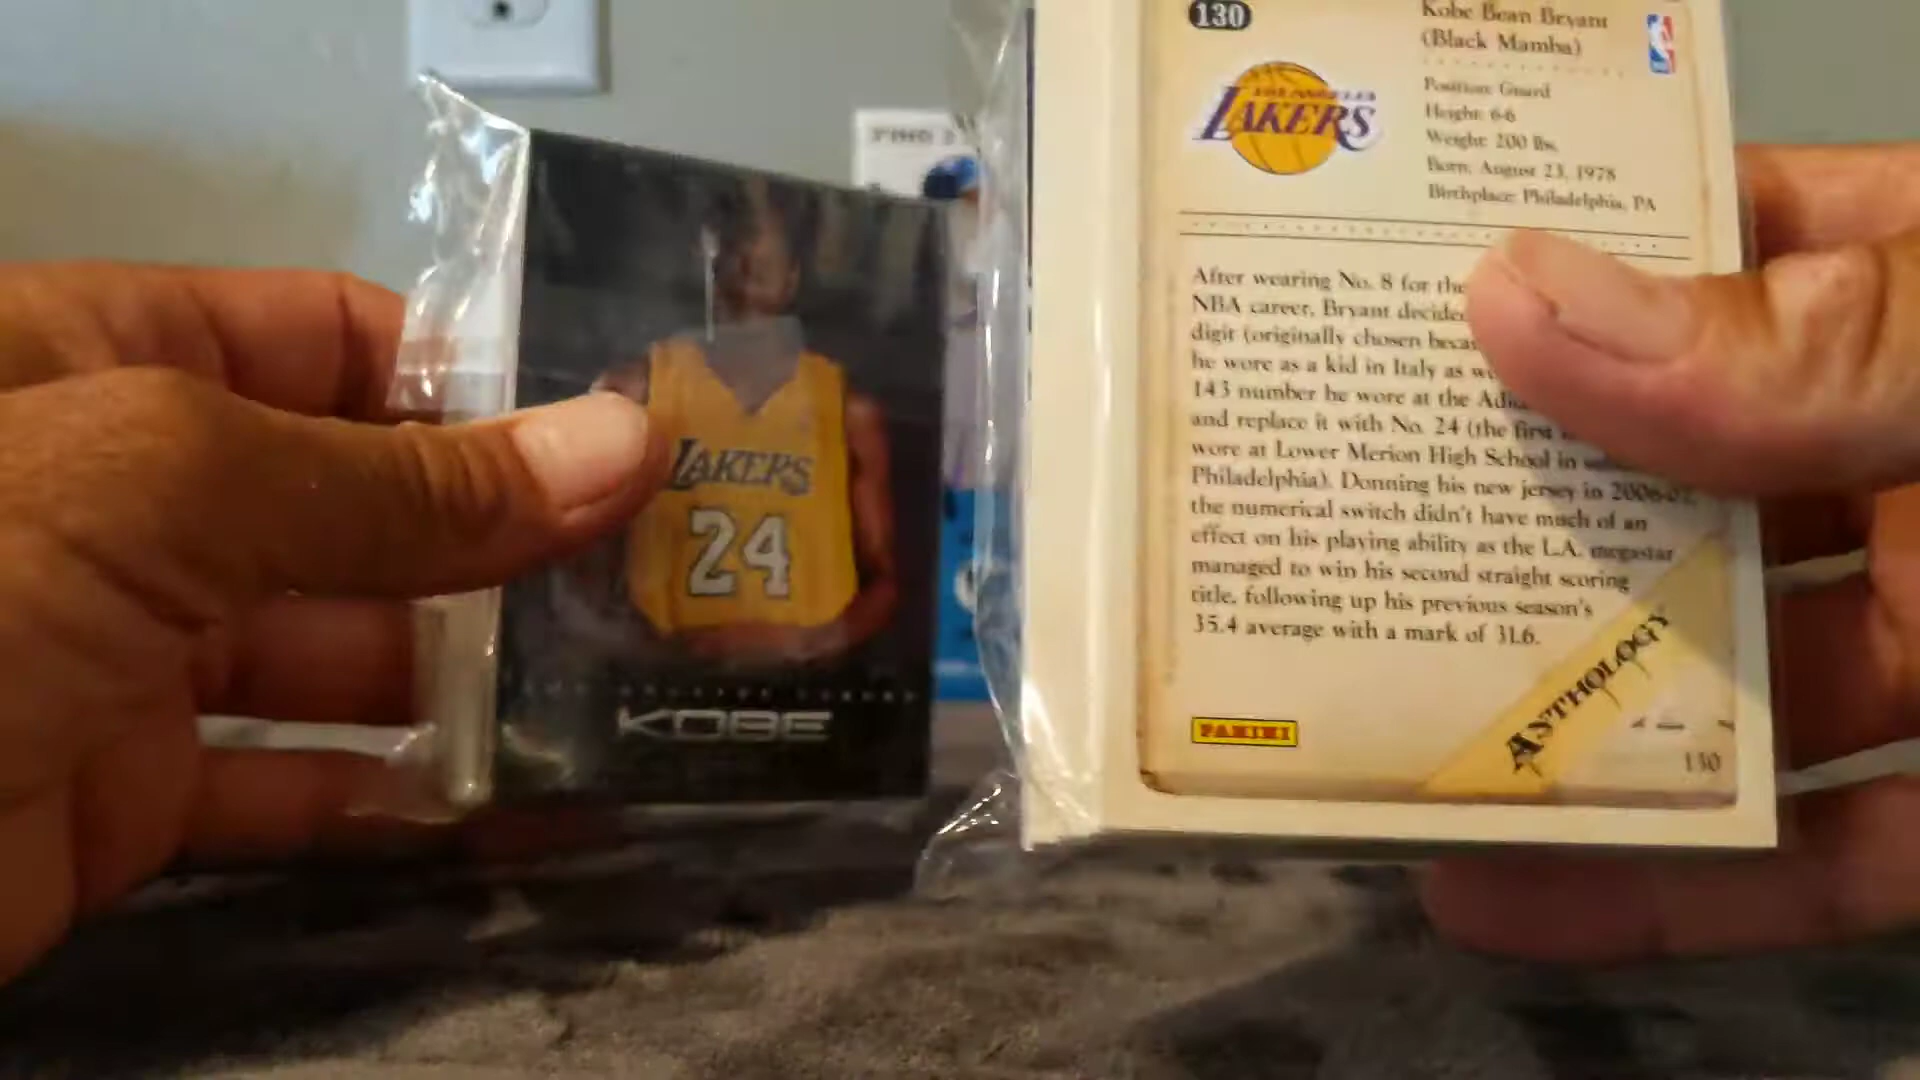 LAKERS
24
KOBE
130
Kobe Bean Bryant
(Black Mamba)
LOS ANGELES
LAKERS
Position: Guard
Height: 6-6
Weight: 200 lbs.
Born: August 23, 1978
Birthplace: Philadelphia, PA
After wearing No. 8 for the
NBA career, Bryant decided
digit (originally chosen
he wore as a kid in Italy as
143 number he wore at the
and replace it with No. 24 (the first
wore at Lower Merion High School in
Philadelphia). Donning his new jersey in 2006-07,
the numerical switch didn't have much of an
effect on his playing ability as the L.A. megastar
managed to win his second straight scoring
title, following up his previous season's
35.4 average with a mark of 31.6.
ANTHOLOGY
PANINI
130